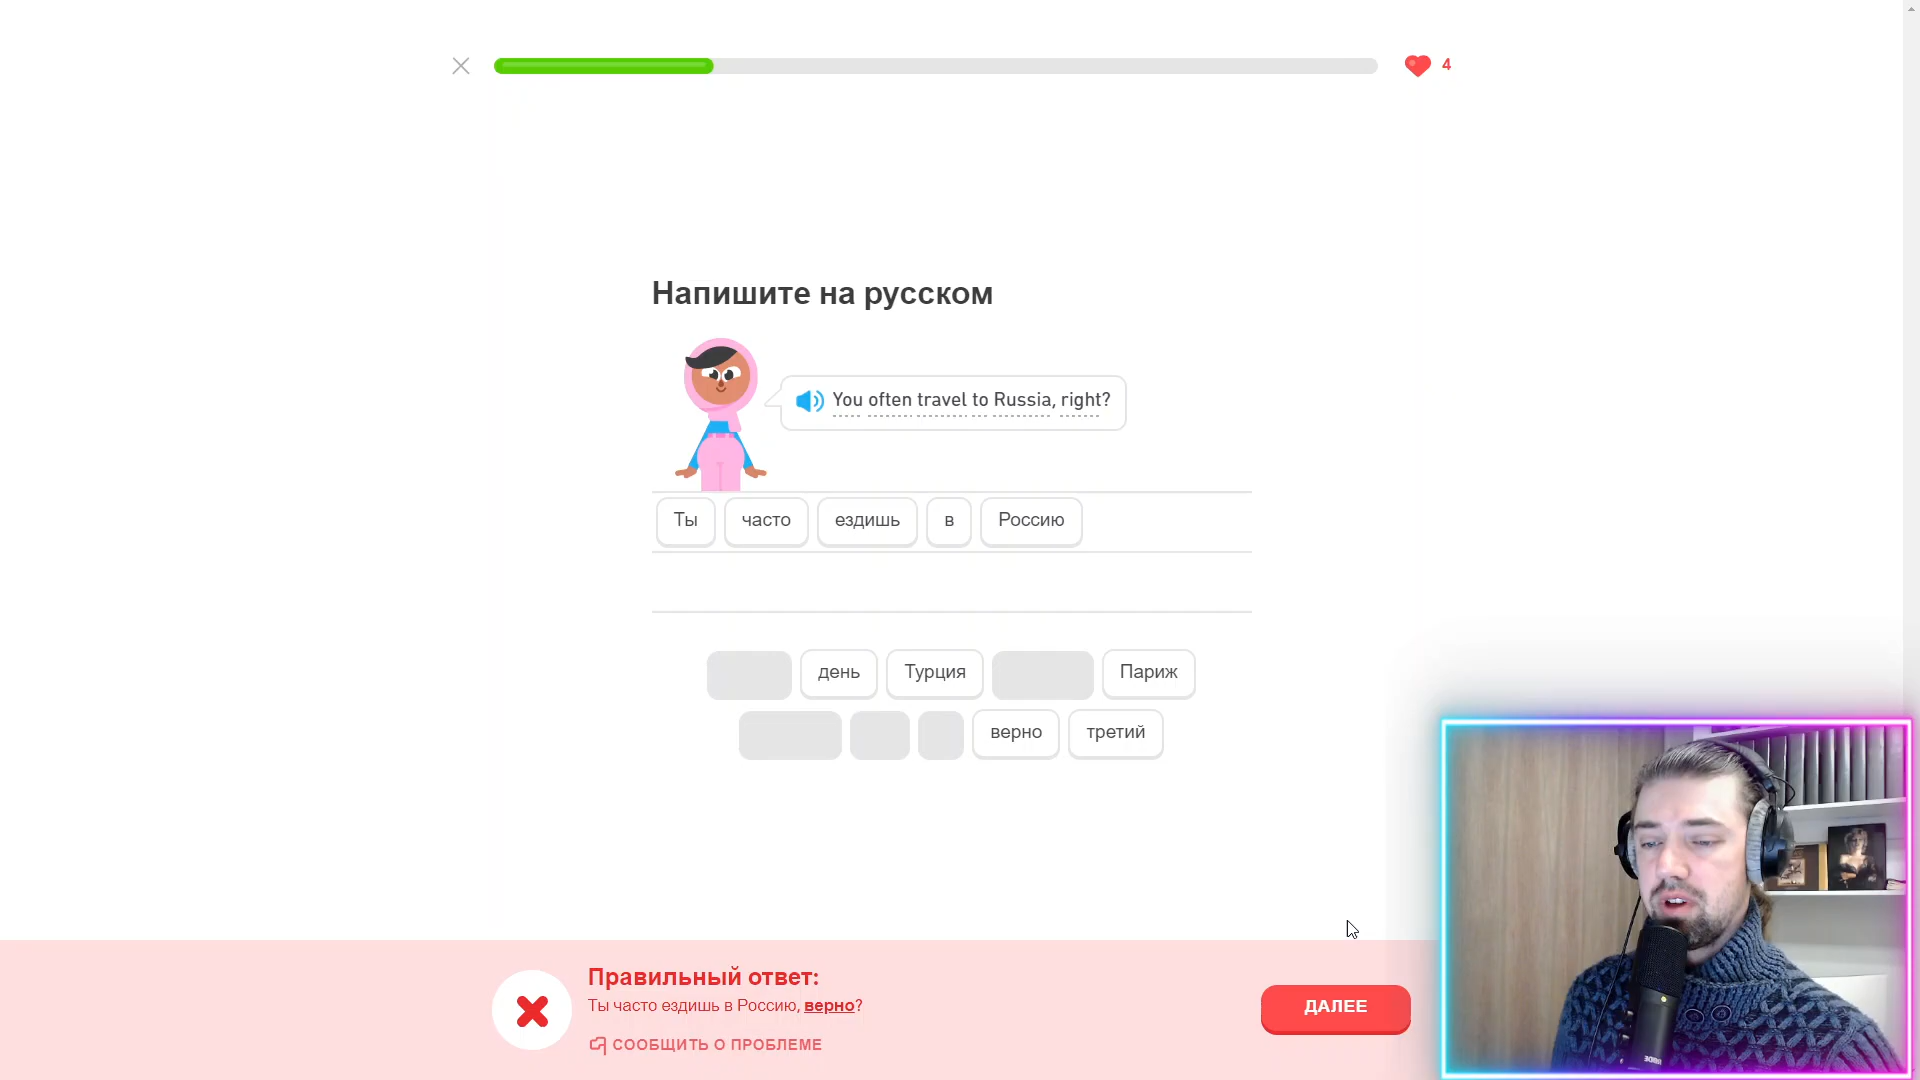 4
Напишите на русском
You often travel to Russia, right?
Ты часто ездишь в Россию
день Турция Париж
верно третий
Правильный ответ:
Ты часто ездишь в Россию, верно?
СООБЩИТЬ О ПРОБЛЕМЕ
ДАЛЕЕ